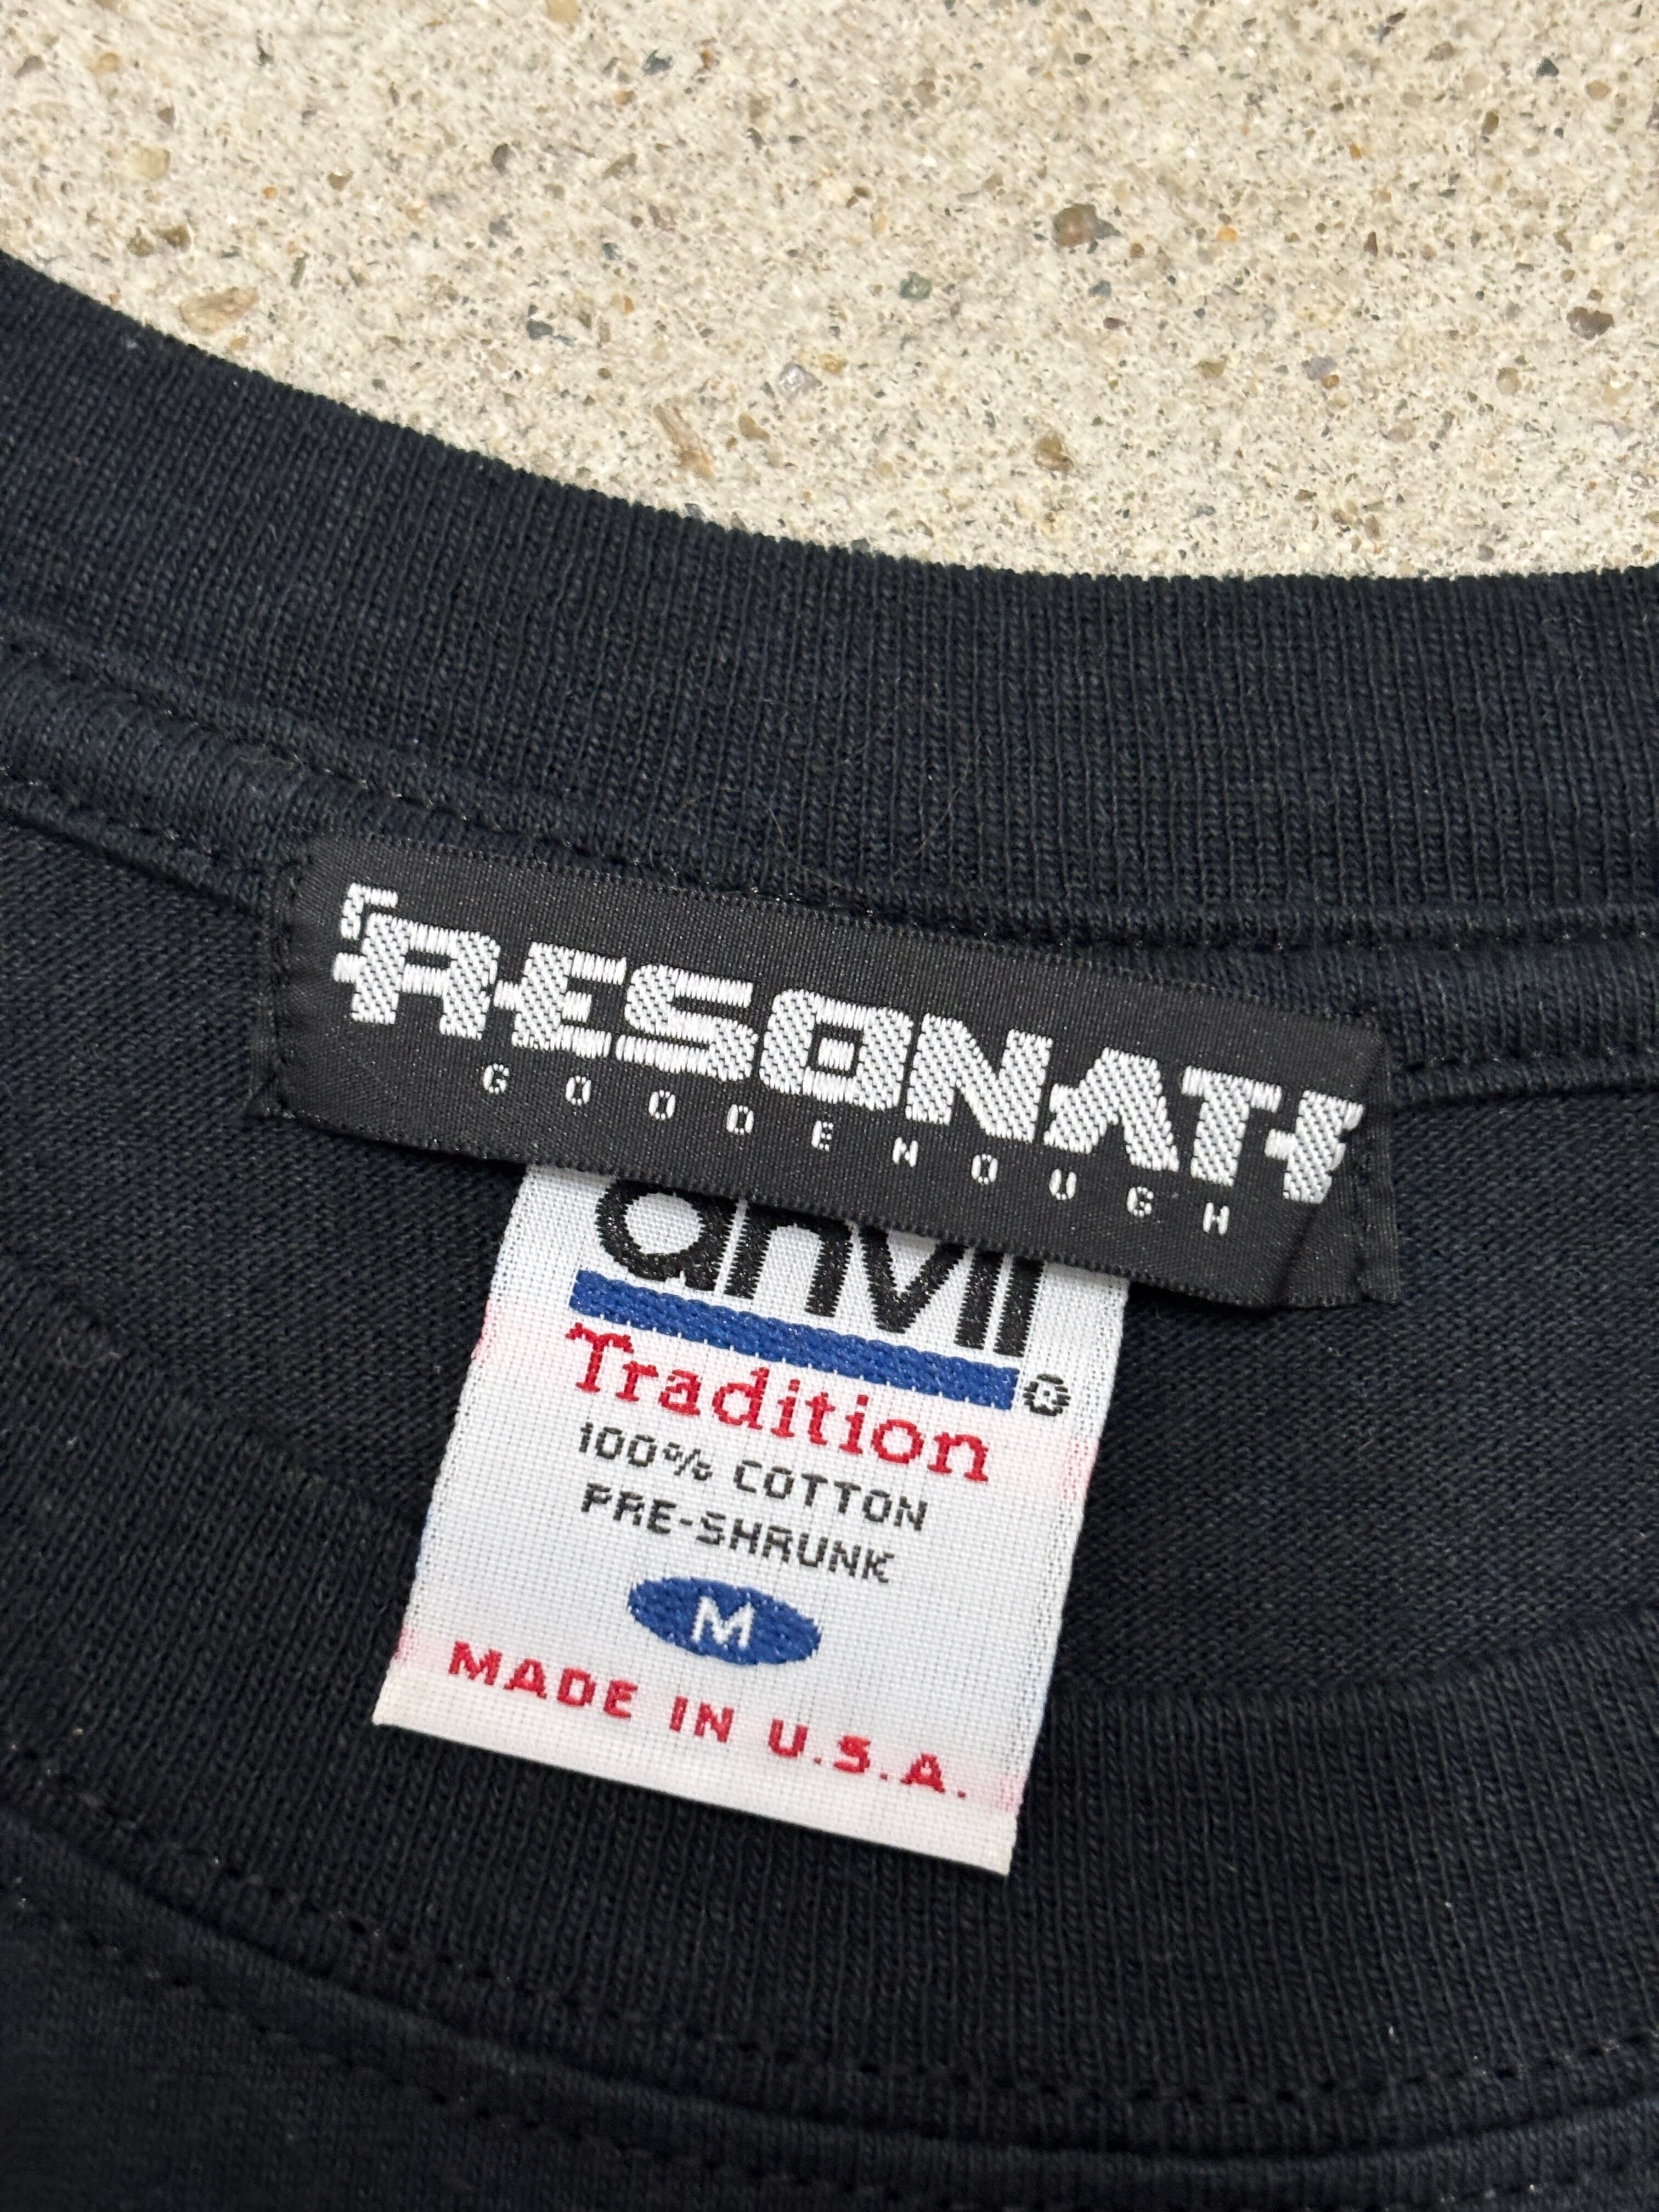 RESONATE
GOODENOUGH
anvil
Tradition®
100% COTTON
PRE-SHRUNK
M
MADE IN U.S.A.